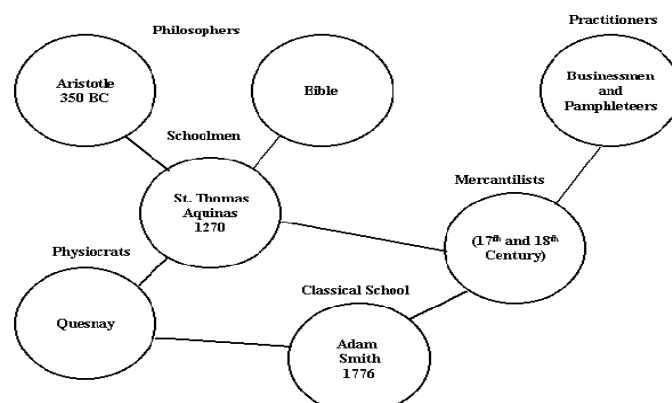 Practitioners
Philosophers
Aristotle
350 BC
Bible
Businessmen
and
Pamphleteers
Schoolmen
St. Thomas
Aquinas
1270
Mercantilists
(17th and 18th
Century)
Physiocrats
Quesnay
Classical School
Adam
Smith
1776